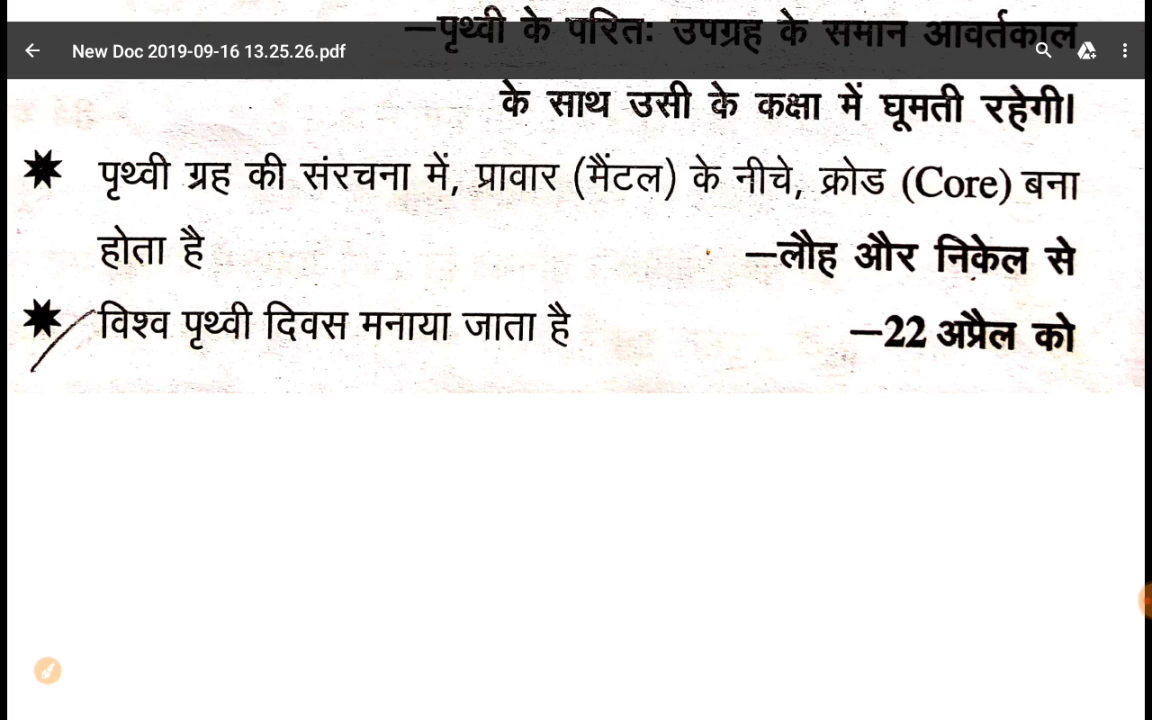 —पृथ्वी के परितः उपग्रह के समान आवर्तकाल
New Doc 2019-09-16 13.25.26.pdf
के साथ उसी के कक्षा में घूमती रहेगी।
पृथ्वी ग्रह की संरचना में, प्रावार (मैंटल) के नीचे, क्रोड (Core) बना
होता है —लौह और निकेल से
विश्व पृथ्वी दिवस मनाया जाता है —22 अप्रैल को